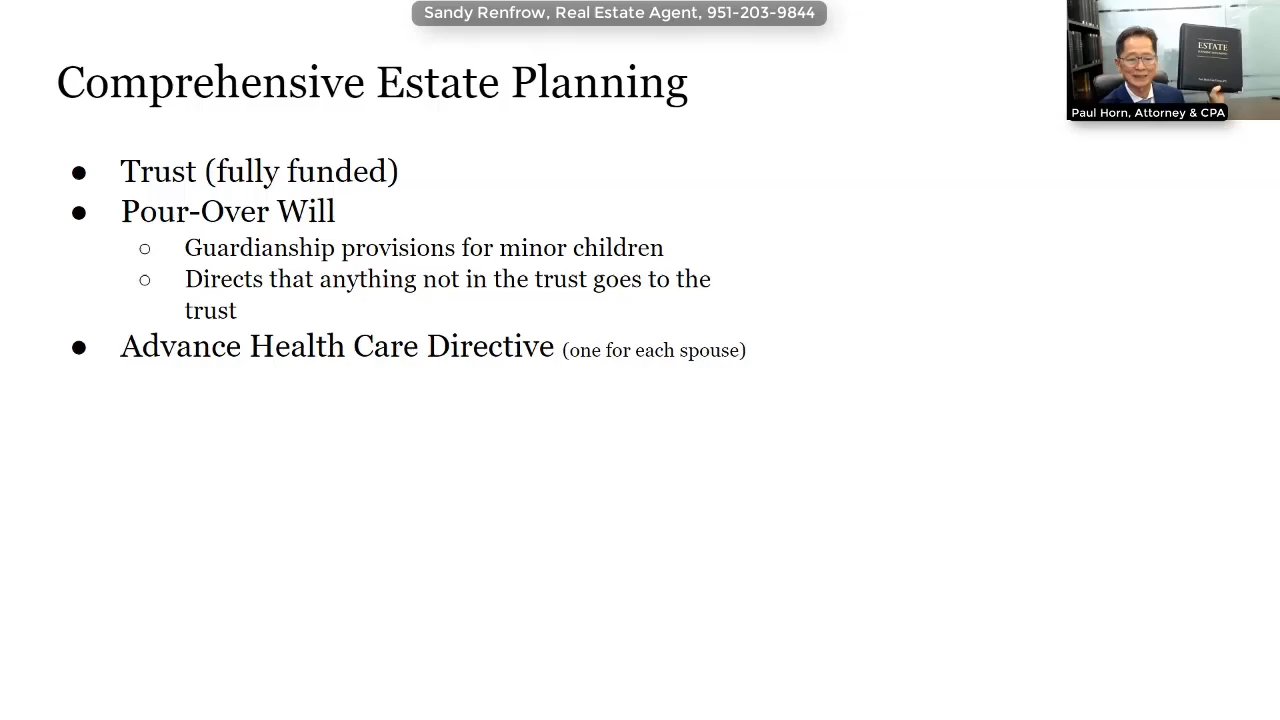 Sandy Renfrow, Real Estate Agent, 951-203-9844
Comprehensive Estate Planning
ESTATE
Paul Horn, Attorney & CPA
● Trust (fully funded)
● Pour-Over Will
○ Guardianship provisions for minor children
○ Directs that anything not in the trust goes to the
trust
● Advance Health Care Directive (one for each spouse)